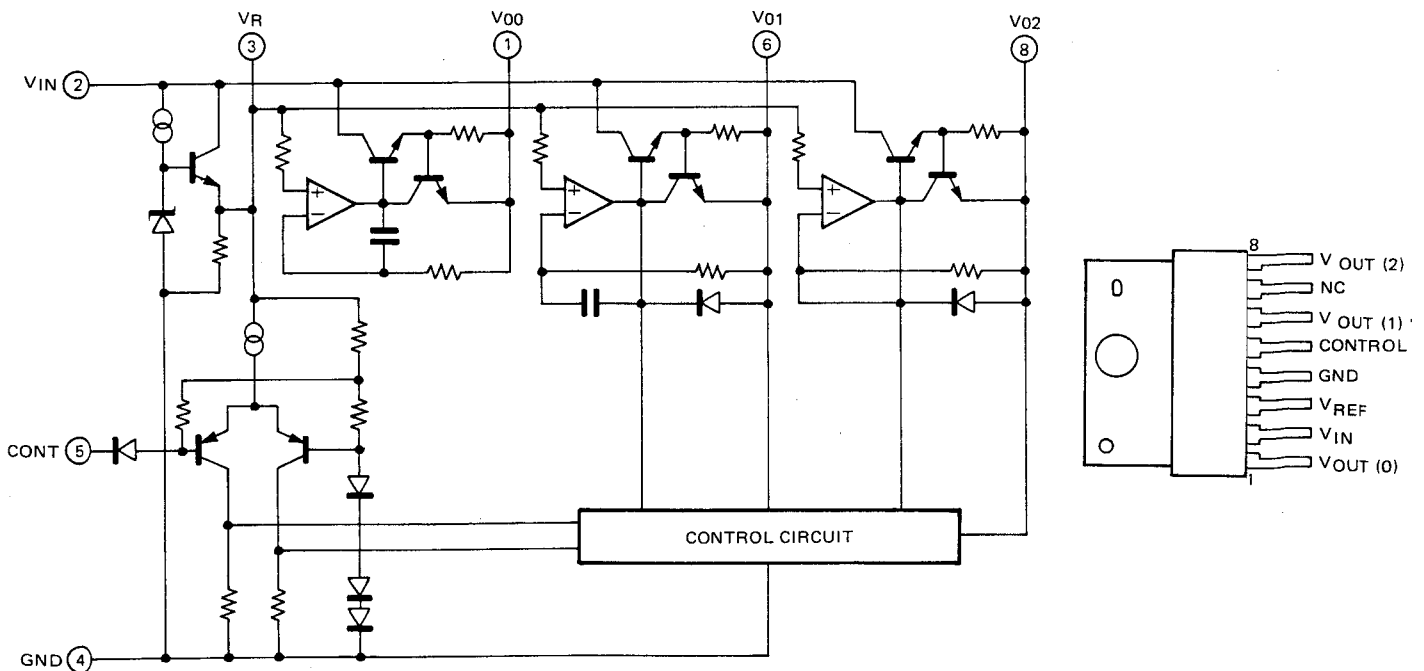 VR
3
V00
1
V01
6
V02
8
VIN 2
+
−
+
−
+
−
CONT 5
CONTROL CIRCUIT
GND 4
8
V OUT (2)
NC
V OUT (1)
CONTROL
GND
VREF
VIN
VOUT (0)
1